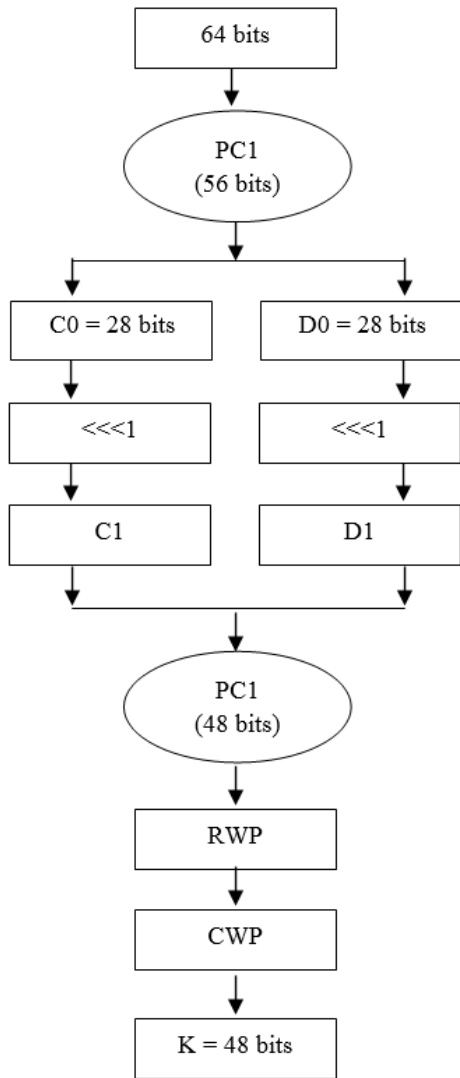 64 bits
PC1
(56 bits)
C0 = 28 bits
D0 = 28 bits
<<<1
<<<1
C1
D1
PC1
(48 bits)
RWP
CWP
K = 48 bits